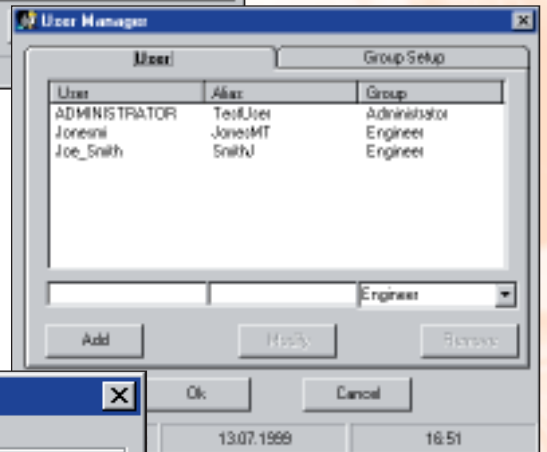 User Manager
User Group Setup
User Alias Group
ADMINISTRATOR TestUser Administrator
Jonesmi JonesMT Engineer
Joe_Smith SmithJ Engineer
Engineer
Add Modify Remove
Ok Cancel
13.07.1999 16:51